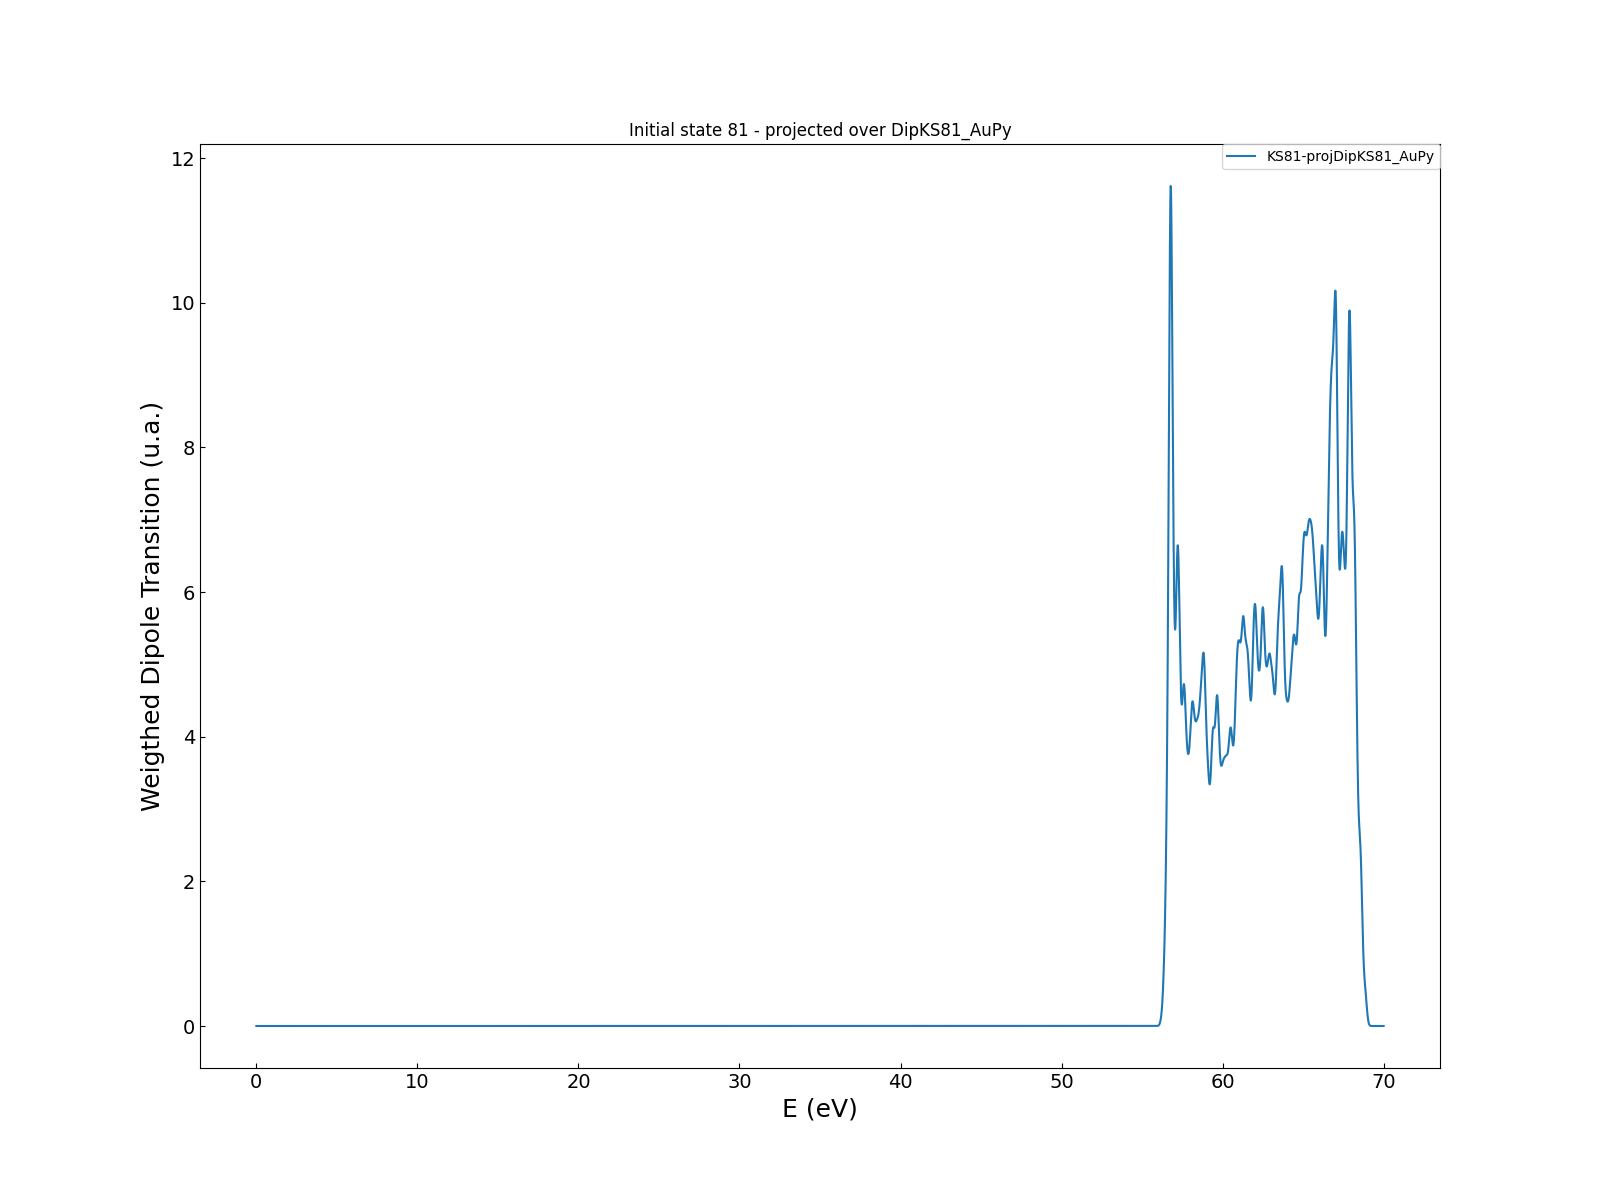 Initial state 81 - projected over DipKS81_AuPy
KS81-projDipKS81_AuPy
Weigthed Dipole Transition (u.a.)
12
10
8
6
4
2
0
0 10 20 30 40 50 60 70
E (eV)